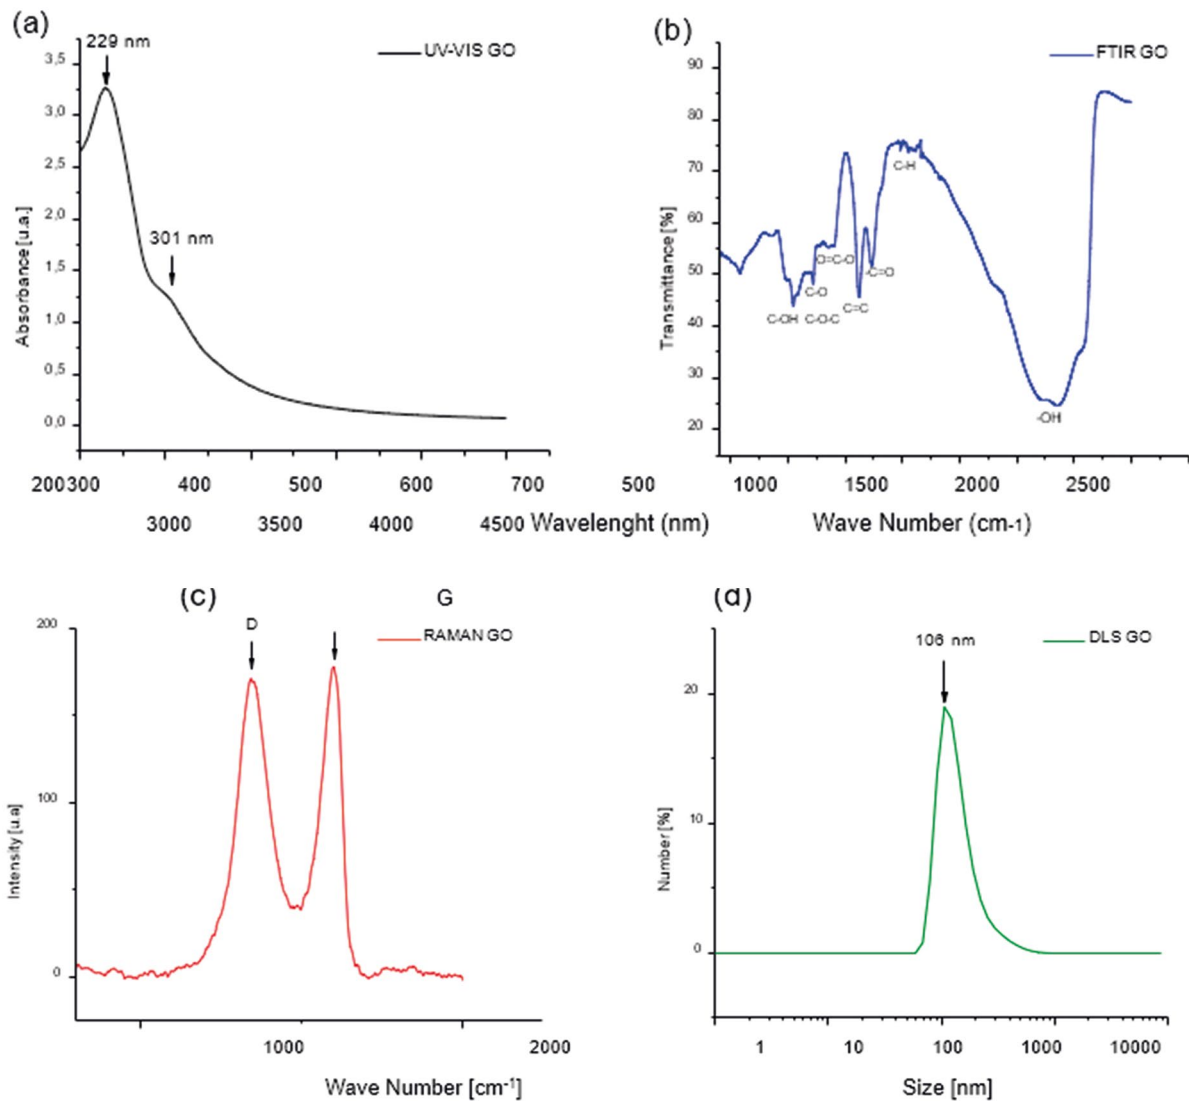 (a)
229 nm
UV-VIS GO
3,5
3,0
2,5
2,0
1,5
1,0
0,5
0,0
301 nm
Absorbance [u.a.]
(b)
FTIR GO
90
80
70
60
50
40
30
20
Transmittance [%]
C-H
O=C-O
C=O
C-O
C=C
C-OH
C-O-C
-OH
200300 400 500 600 700 500 1000 1500 2000 2500
3000 3500 4000 4500 Wavelenght (nm) Wave Number (cm-1)
(c)
G
D
RAMAN GO
200
100
0
Intensity [u.a]
1000 2000
Wave Number [cm-1]
(d)
106 nm
DLS GO
20
10
0
Number [%]
1 10 100 1000 10000
Size [nm]